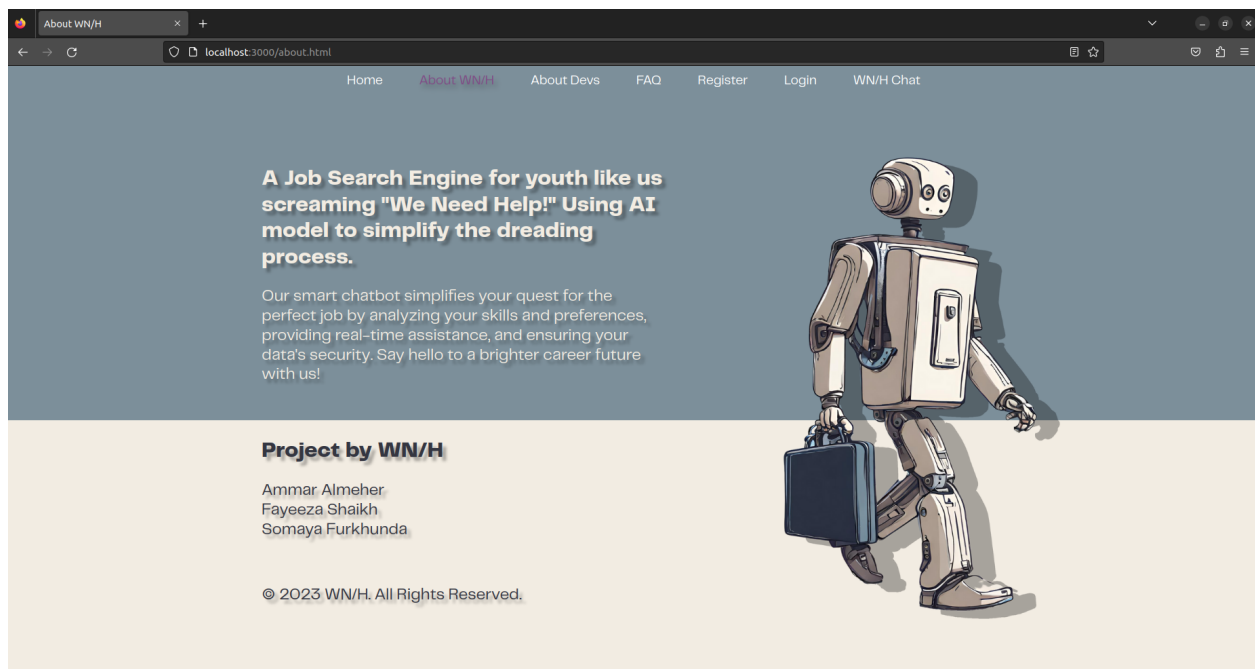 About WN/H
localhost:3000/about.html
Home About WN/H About Devs FAQ Register Login WN/H Chat
A Job Search Engine for youth like us
screaming "We Need Help!" Using AI
model to simplify the dreading
process.
Our smart chatbot simplifies your quest for the
perfect job by analyzing your skills and preferences,
providing real-time assistance, and ensuring your
data's security. Say hello to a brighter career future
with us!
Project by WN/H
Ammar Almeher
Fayeeza Shaikh
Somaya Furkhunda
© 2023 WN/H. All Rights Reserved.